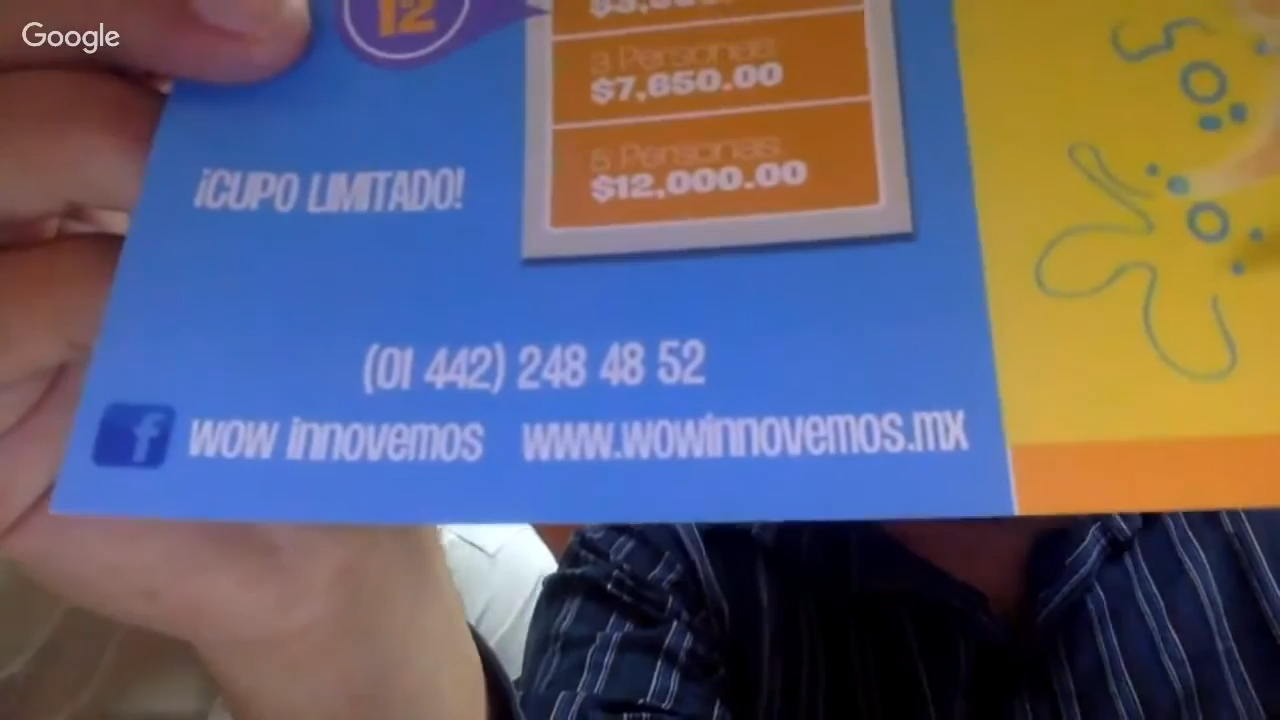 Google
12
3 Personas
$7,650.00
5 Personas
$12,000.00
¡CUPO LIMITADO!
(01 442) 248 48 52
f wow innovemos www.wowinnovemos.mx